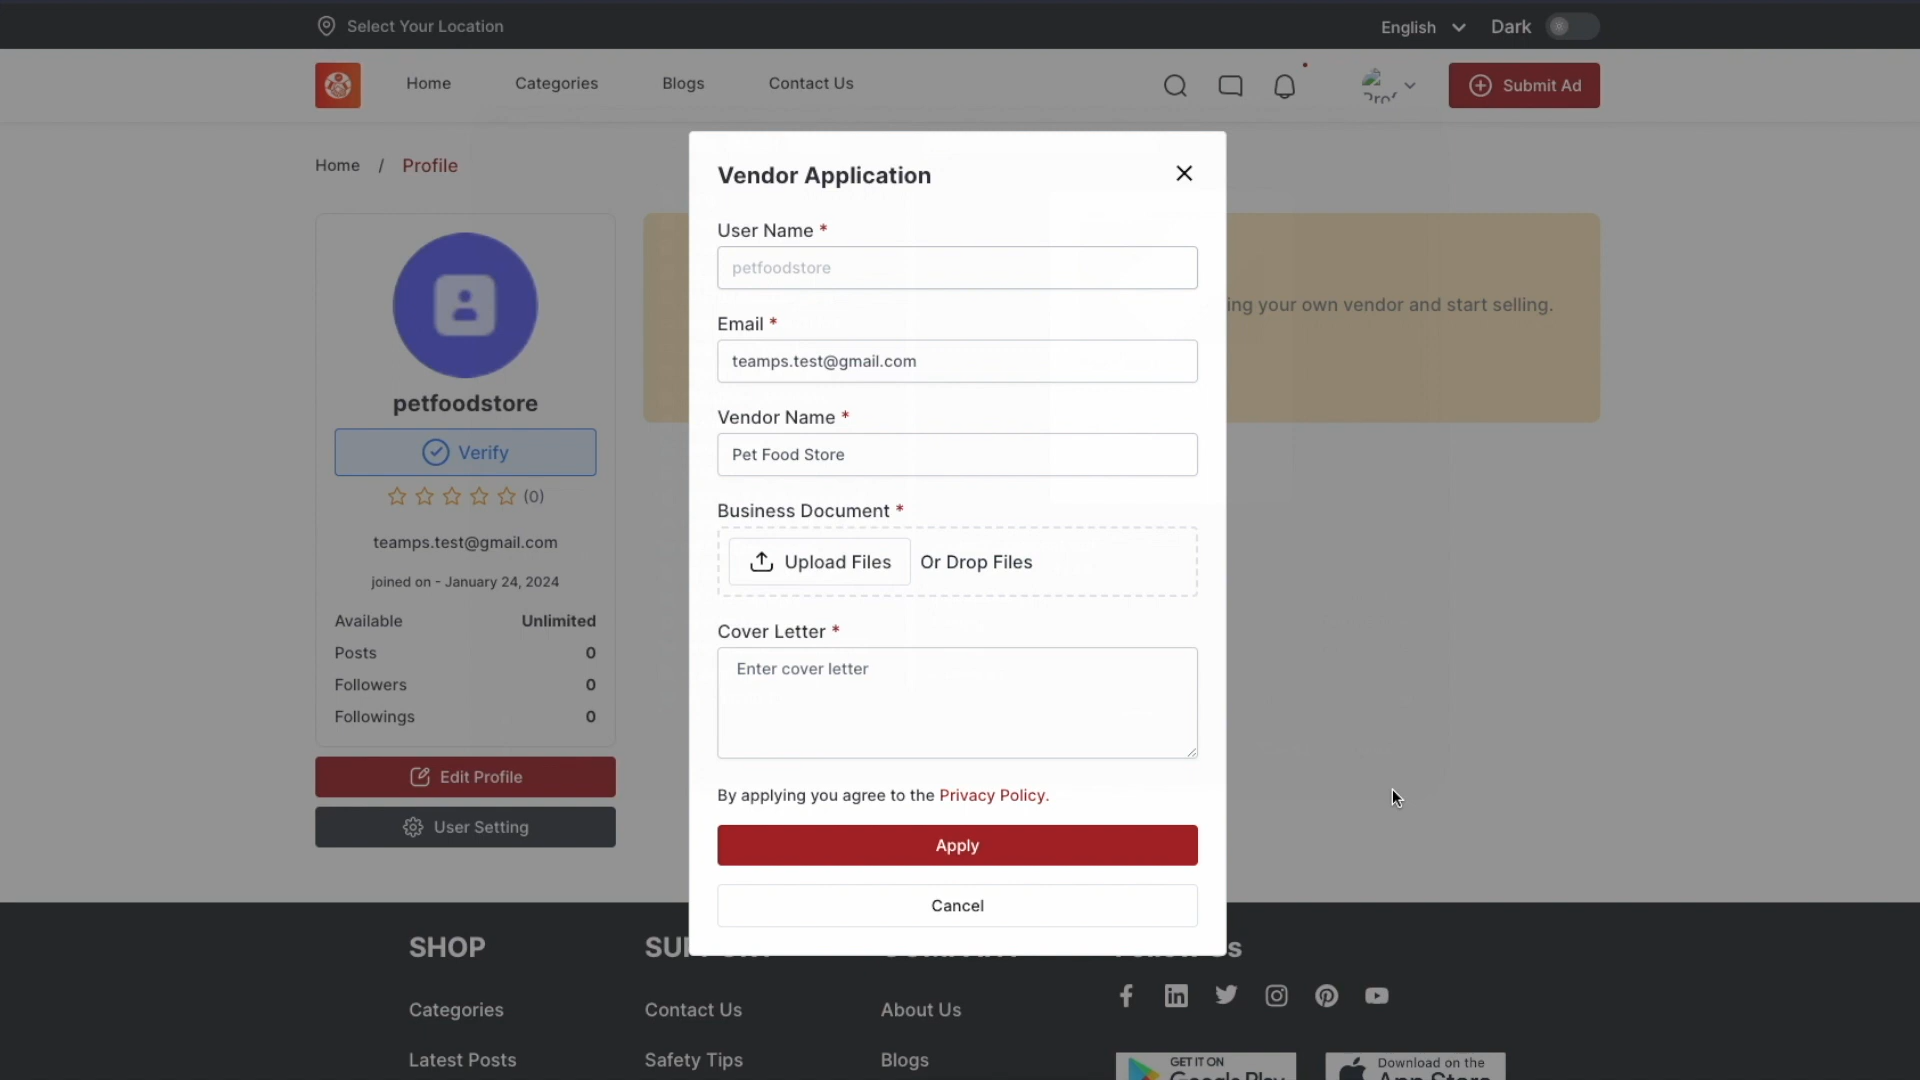 Select Your Location
English
Dark
Home
Categories
Blogs
Contact Us
Submit Ad
Home / Profile
petfoodstore
Verify
(0)
teamps.test@gmail.com
joined on - January 24, 2024
Available Unlimited
Posts 0
Followers 0
Followings 0
Edit Profile
User Setting
ing your own vendor and start selling.
Vendor Application
User Name *
petfoodstore
Email *
teamps.test@gmail.com
Vendor Name *
Pet Food Store
Business Document *
Upload Files Or Drop Files
Cover Letter *
Enter cover letter
By applying you agree to the Privacy Policy.
Apply
Cancel
SHOP
Categories
Latest Posts
Contact Us
Safety Tips
About Us
Blogs
GET IT ON
Google Play
Download on the
App Store